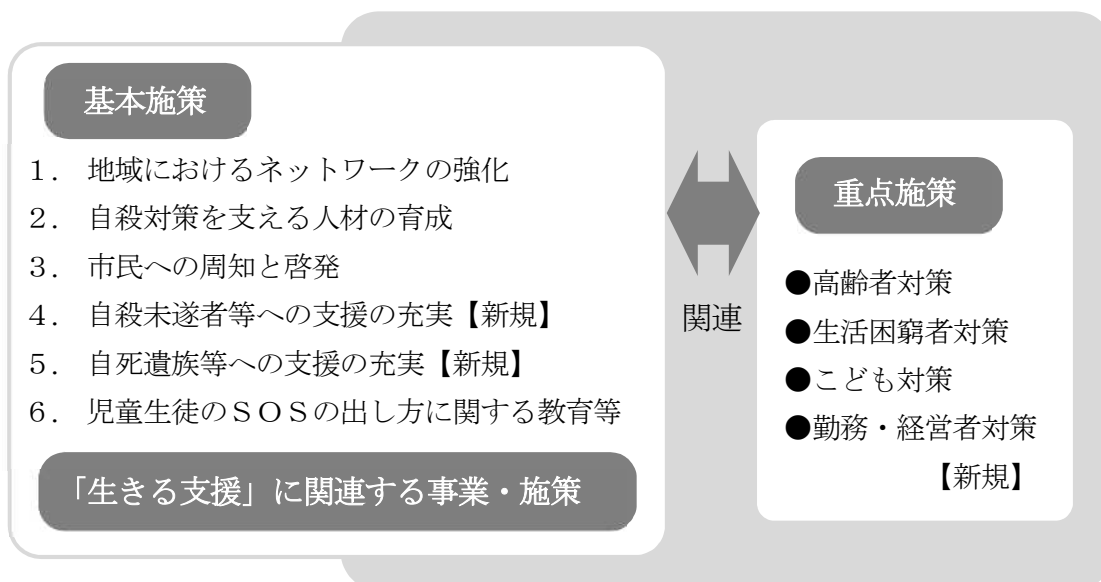 基本施策
１． 地域におけるネットワークの強化
２． 自殺対策を支える人材の育成
３． 市民への周知と啓発
４． 自殺未遂者等への支援の充実【新規】
５． 自死遺族等への支援の充実【新規】
６． 児童生徒のＳＯＳの出し方に関する教育等
「生きる支援」に関連する事業・施策
関連
重点施策
●高齢者対策
●生活困窮者対策
●こども対策
●勤務・経営者対策
【新規】